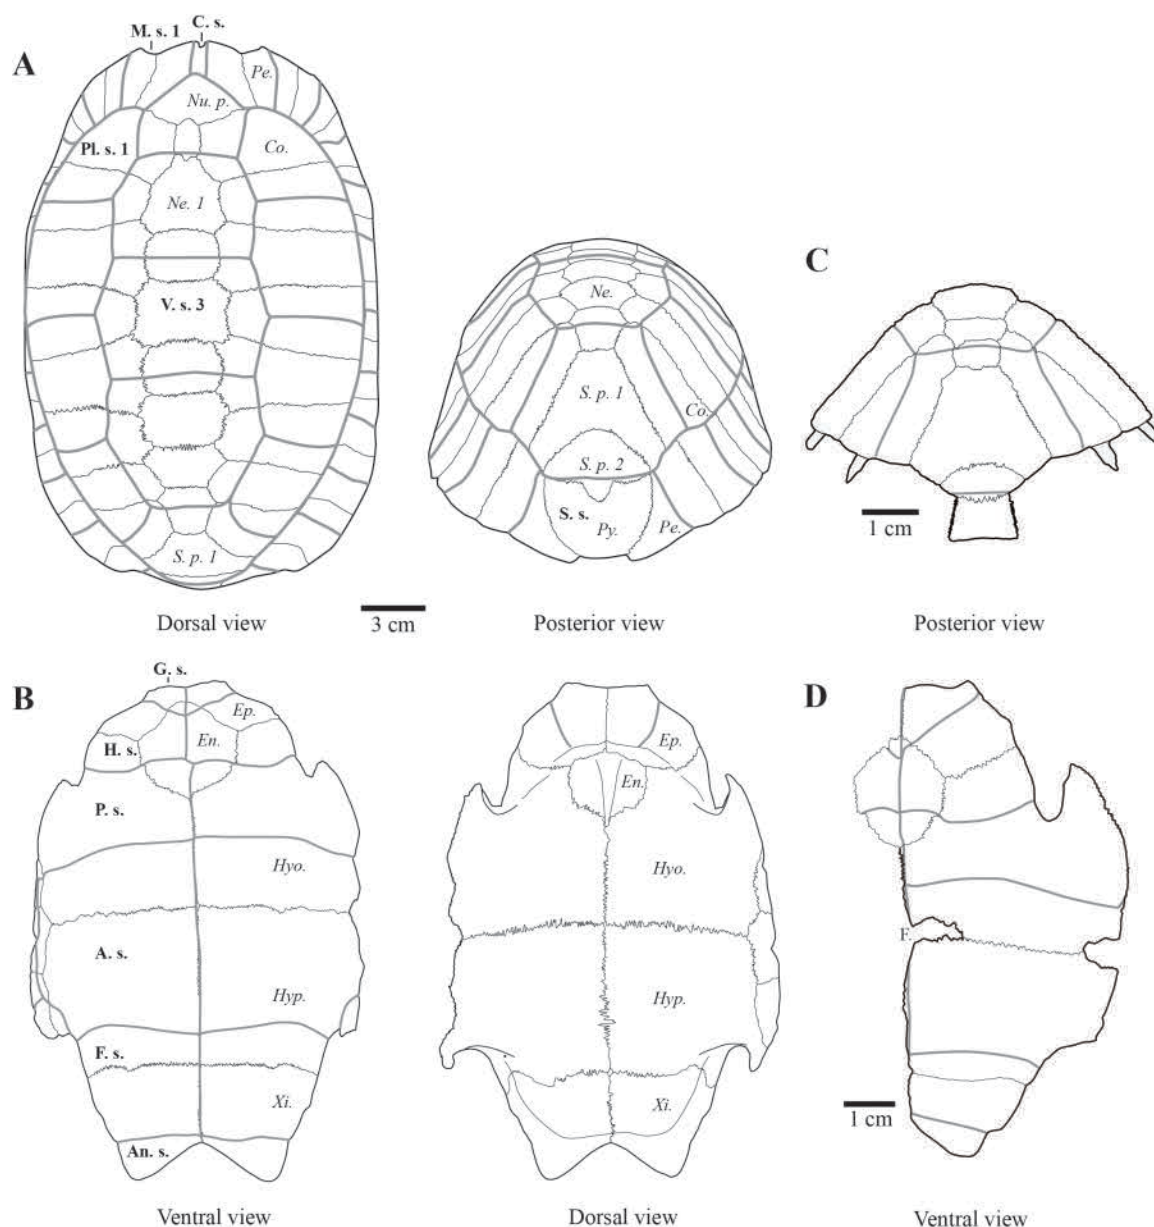 M. s. 1
C. s.
A
Pe.
Nu. p.
Pl. s. 1
Co.
Ne. 1
V. s. 3
S. p. 1
Ne.
S. p. 1
Co.
S. p. 2
S. s.
Py.
Pe.
C
1 cm
Dorsal view
3 cm
Posterior view
Posterior view
G. s.
B
Ep.
En.
H. s.
P. s.
Hyo.
A. s.
Hyp.
F. s.
Xi.
An. s.
Ep.
En.
Hyo.
Hyp.
Xi.
D
F.
1 cm
Ventral view
Dorsal view
Ventral view